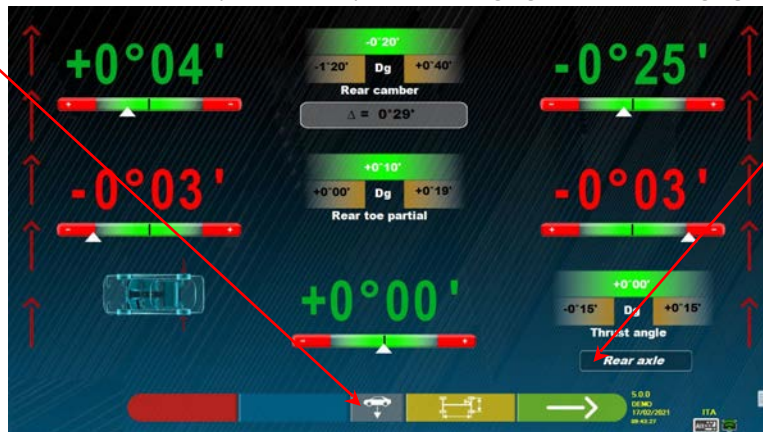 +0°04'
-0°20'
-1°20' Dg +0°40'
Rear camber
Δ = 0°29'
-0°25'
-0°03'
+0°10'
+0°00' Dg +0°19'
Rear toe partial
-0°03'
+0°00'
+0°00'
-0°15' Dg +0°15'
Thrust angle
Rear axle
5.0.0
DEMO
17/02/2021
ITA